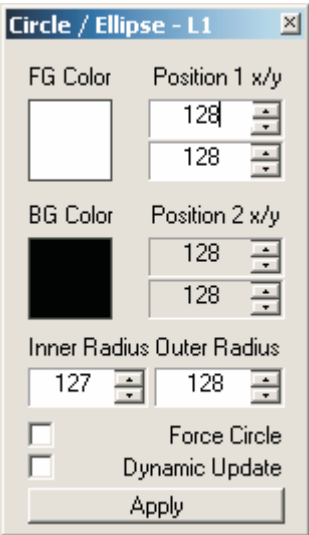 Circle / Ellipse - L1
FG Color Position 1 x/y
128
128
BG Color Position 2 x/y
128
128
Inner Radius Outer Radius
127 128
Force Circle
Dynamic Update
Apply